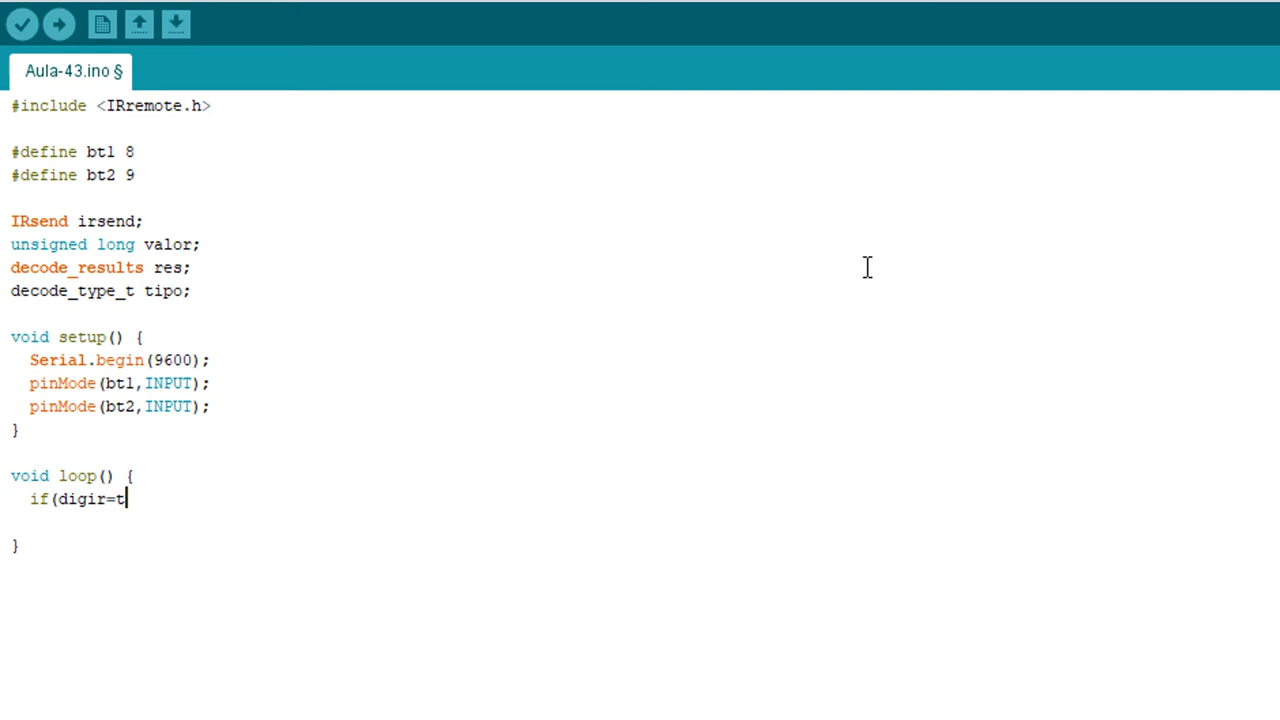 Aula-43.ino §
#include <IRremote.h>
#define bt1 8
#define bt2 9
IRsend irsend;
unsigned long valor;
decode_results res;
decode_type_t tipo;
void setup() {
Serial.begin(9600);
pinMode(bt1,INPUT);
pinMode(bt2,INPUT);
}
void loop() {
if(digir=t
}